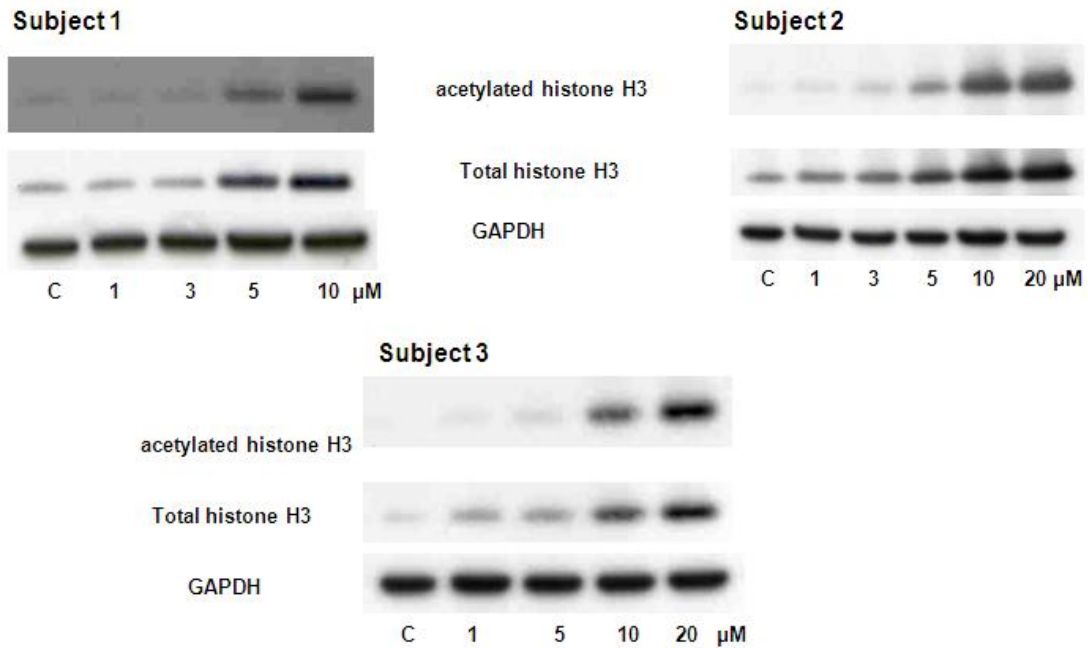 Subject 1
Subject 2
acetylated histone H3
Total histone H3
GAPDH
C 1 3 5 10 µM
C 1 3 5 10 20 µM
Subject 3
acetylated histone H3
Total histone H3
GAPDH
C 1 5 10 20 µM